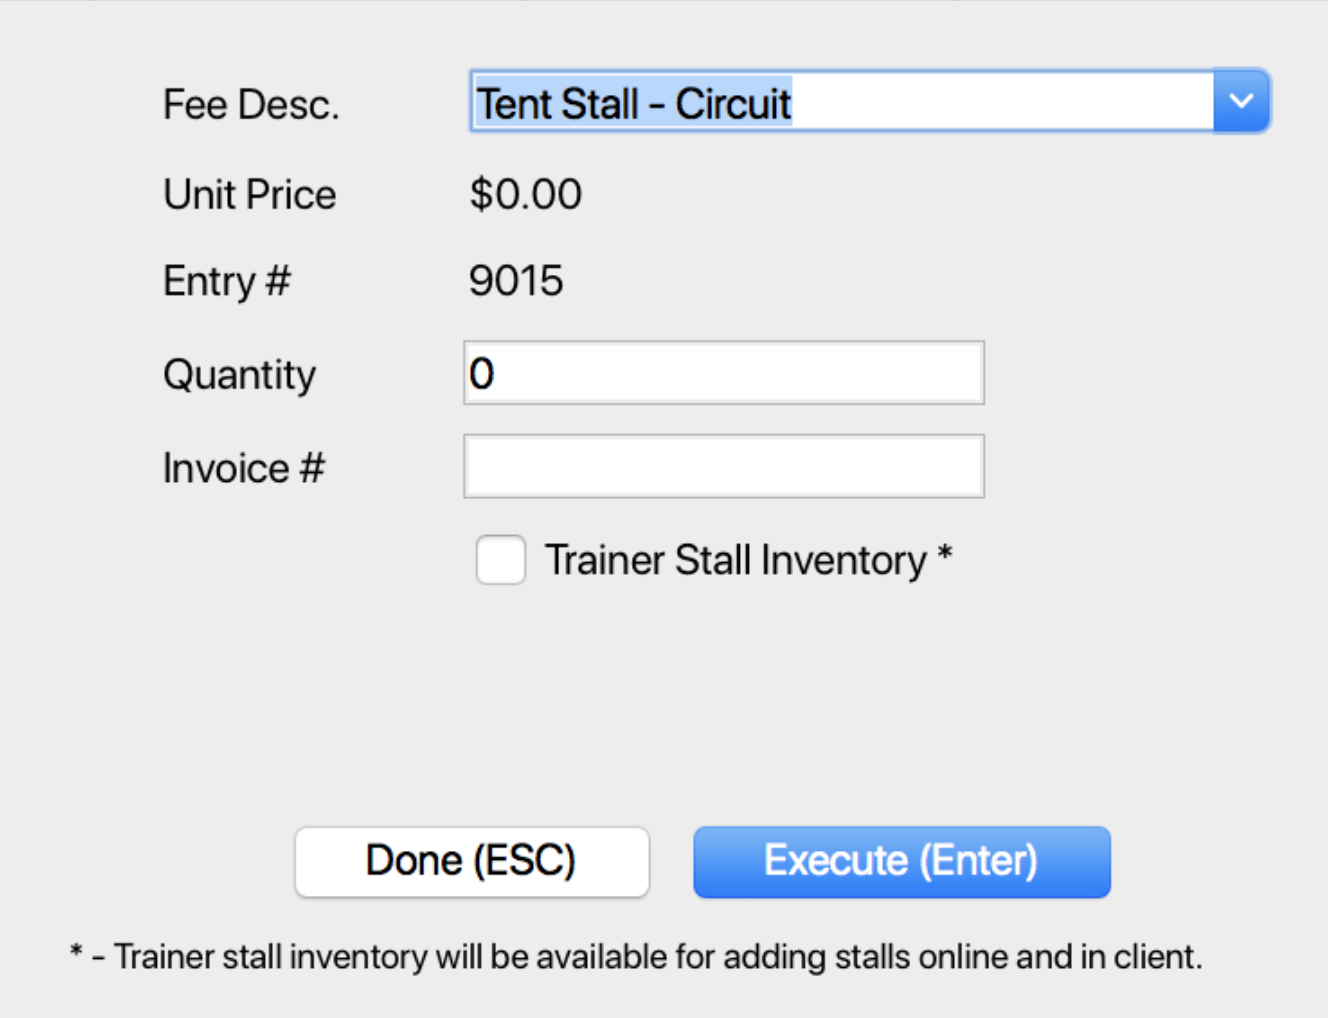 Fee Desc. Tent Stall - Circuit
Unit Price $0.00
Entry # 9015
Quantity 0
Invoice #
Trainer Stall Inventory *
Done (ESC) Execute (Enter)
* - Trainer stall inventory will be available for adding stalls online and in client.